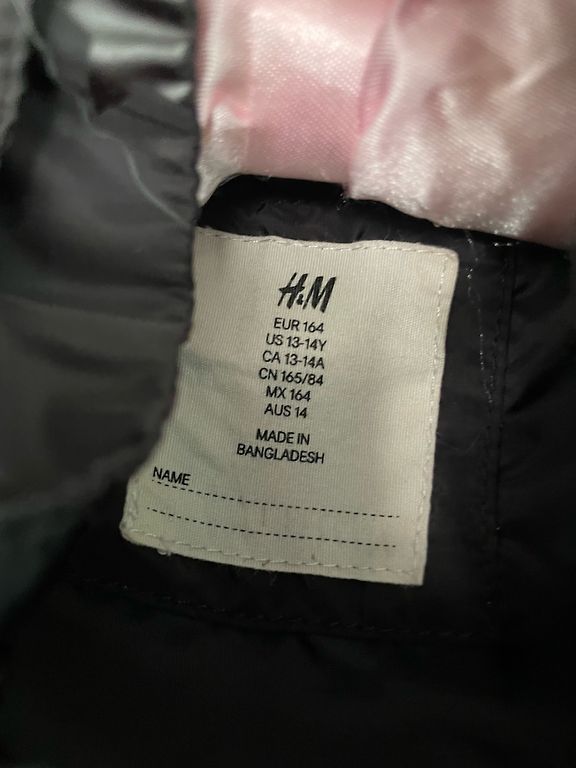 H&M
EUR 164
US 13-14Y
CA 13-14A
CN 165/84
MX 164
AUS 14
MADE IN
BANGLADESH
NAME